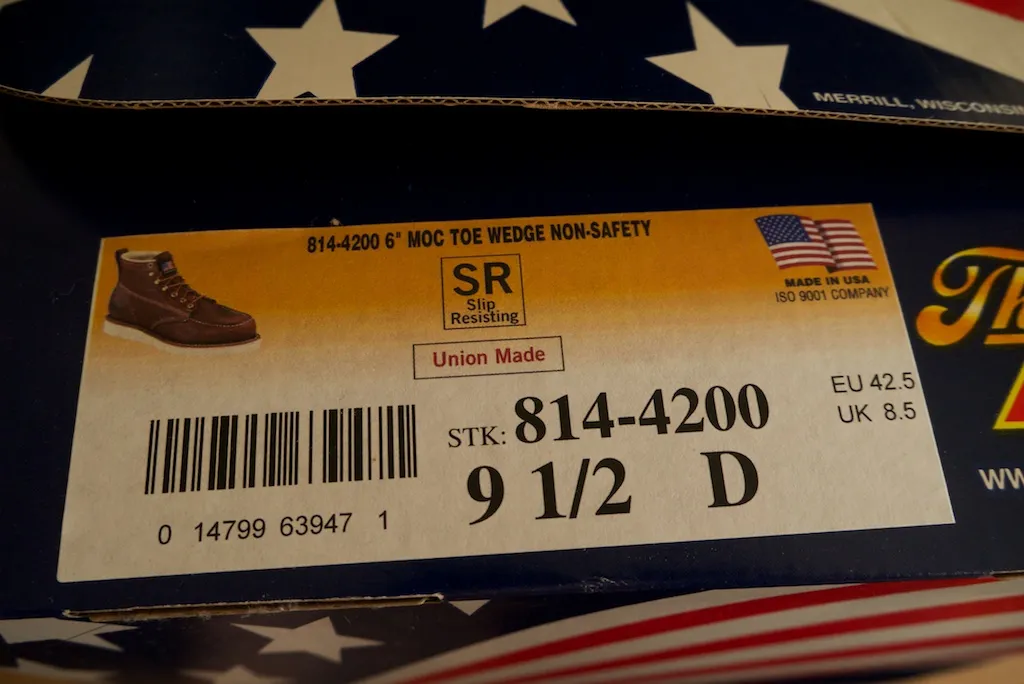 MERRILL, WISCONSIN
814-4200 6" MOC TOE WEDGE NON-SAFETY
SR
Slip
Resisting
Union Made
MADE IN USA
ISO 9001 COMPANY
EU 42.5
UK 8.5
STK: 814-4200
9 1/2 D
0 14799 63947 1